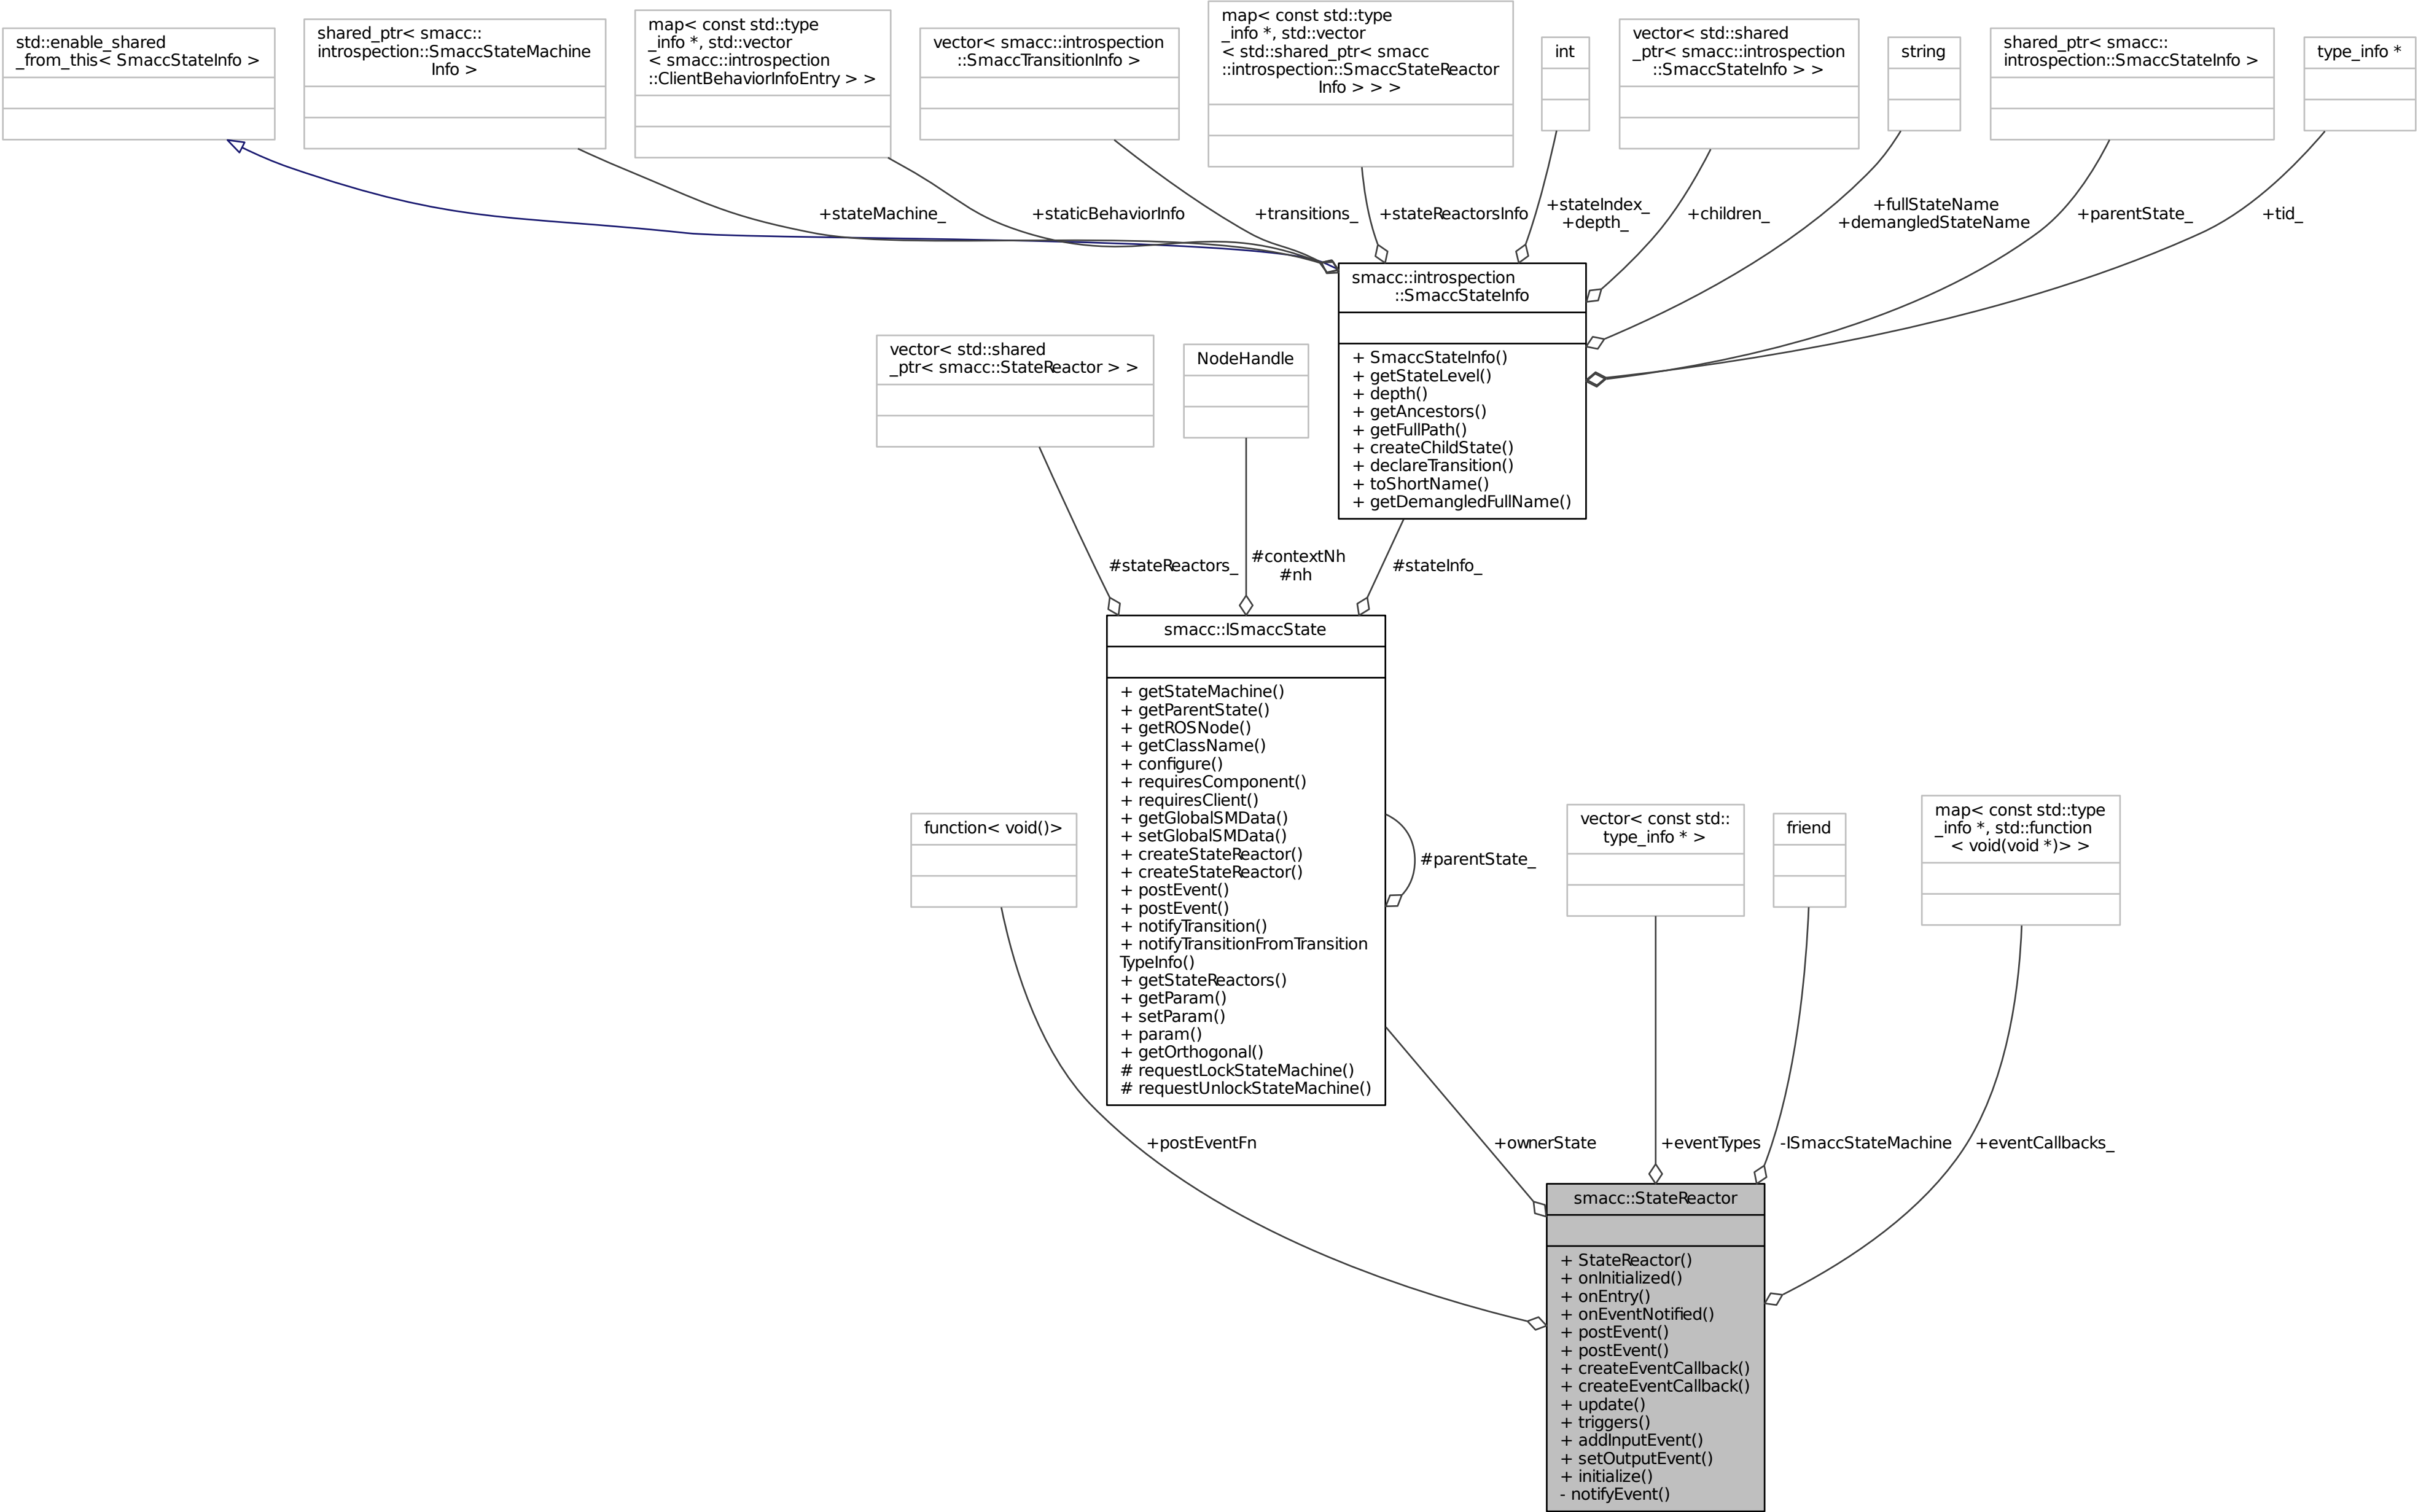 std::enable_shared
_from_this< SmaccStateInfo >
shared_ptr< smacc::
introspection::SmaccStateMachine
Info >
map< const std::type
_info *, std::vector
< smacc::introspection
::ClientBehaviorInfoEntry > >
vector< smacc::introspection
::SmaccTransitionInfo >
map< const std::type
_info *, std::vector
< std::shared_ptr< smacc
::introspection::SmaccStateReactor
Info > > >
int
vector< std::shared
_ptr< smacc::introspection
::SmaccStateInfo > >
string
shared_ptr< smacc::
introspection::SmaccStateInfo >
type_info *
+stateMachine_
+staticBehaviorInfo
+transitions_
+stateReactorsInfo
+stateIndex_
+depth_
+children_
+fullStateName
+demangledStateName
+parentState_
+tid_
smacc::introspection
::SmaccStateInfo
+ SmaccStateInfo()
+ getStateLevel()
+ depth()
+ getAncestors()
+ getFullPath()
+ createChildState()
+ declareTransition()
+ toShortName()
+ getDemangledFullName()
vector< std::shared
_ptr< smacc::StateReactor > >
NodeHandle
#stateReactors_
#contextNh
#nh
#stateInfo_
smacc::ISmaccState
+ getStateMachine()
+ getParentState()
+ getROSNode()
+ getClassName()
+ configure()
+ requiresComponent()
+ requiresClient()
+ getGlobalSMData()
+ setGlobalSMData()
+ createStateReactor()
+ createStateReactor()
+ postEvent()
+ postEvent()
+ notifyTransition()
+ notifyTransitionFromTransition
TypeInfo()
+ getStateReactors()
+ getParam()
+ setParam()
+ param()
+ getOrthogonal()
# requestLockStateMachine()
# requestUnlockStateMachine()
#parentState_
function< void()>
vector< const std::
type_info * >
friend
map< const std::type
_info *, std::function
< void(void *)> >
+postEventFn
+ownerState
+eventTypes
-ISmaccStateMachine
+eventCallbacks_
smacc::StateReactor
+ StateReactor()
+ onInitialized()
+ onEntry()
+ onEventNotified()
+ postEvent()
+ postEvent()
+ createEventCallback()
+ createEventCallback()
+ update()
+ triggers()
+ addInputEvent()
+ setOutputEvent()
+ initialize()
- notifyEvent()